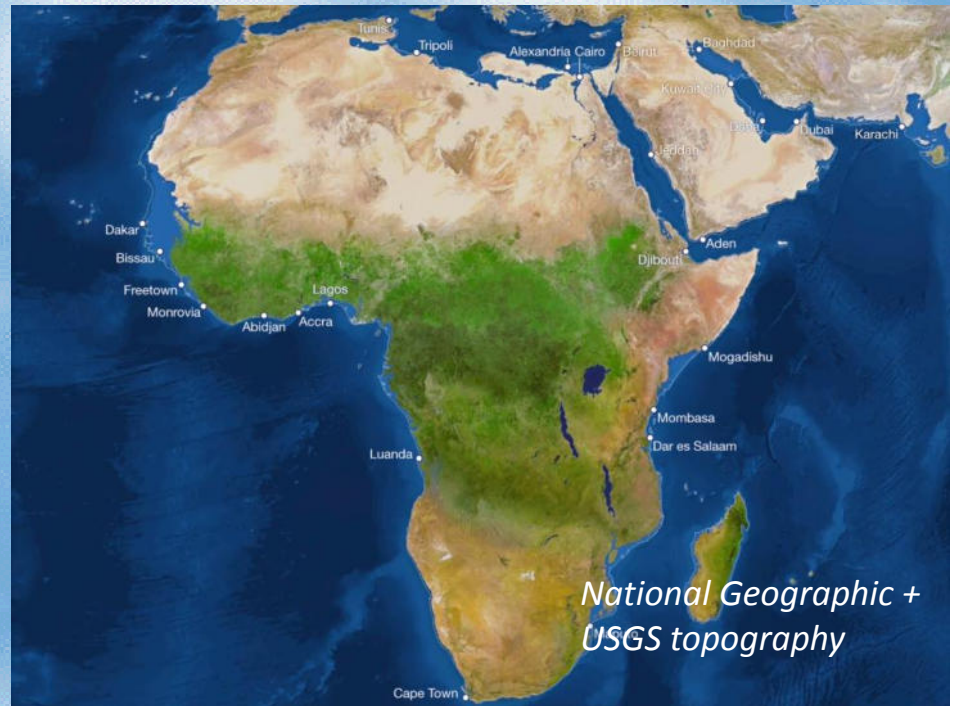 Tunis
Tripoli
Alexandria Cairo
Beirut
Baghdad
Kuwait City
Doha
Dubai
Karachi
Jeddah
Dakar
Aden
Bissau
Djibouti
Freetown
Lagos
Monrovia
Abidjan
Accra
Mogadishu
Mombasa
Dar es Salaam
Luanda
National Geographic +
USGS topography
Cape Town